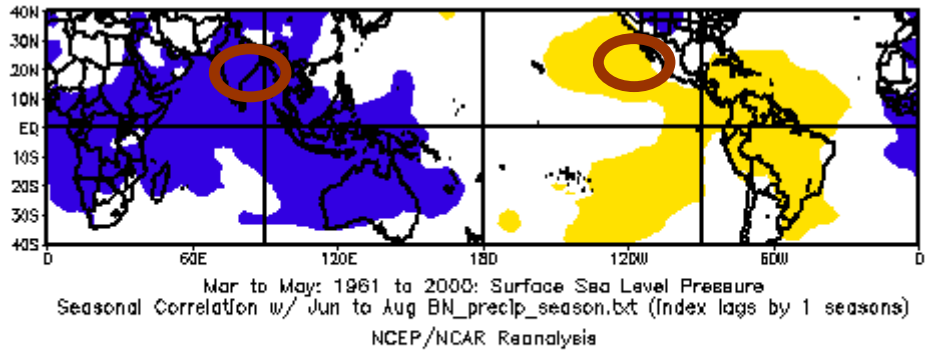 40N
30N
20N
10N
EQ
10S
20S
30S
40S
0 60E 120E 180 120W 60W 0
Mar to May: 1961 to 2000: Surface Sea Level Pressure
Seasonal Correlation w/ Jun to Aug BN_precip_season.txt (index lags by 1 seasons)
NCEP/NCAR Reanalysis